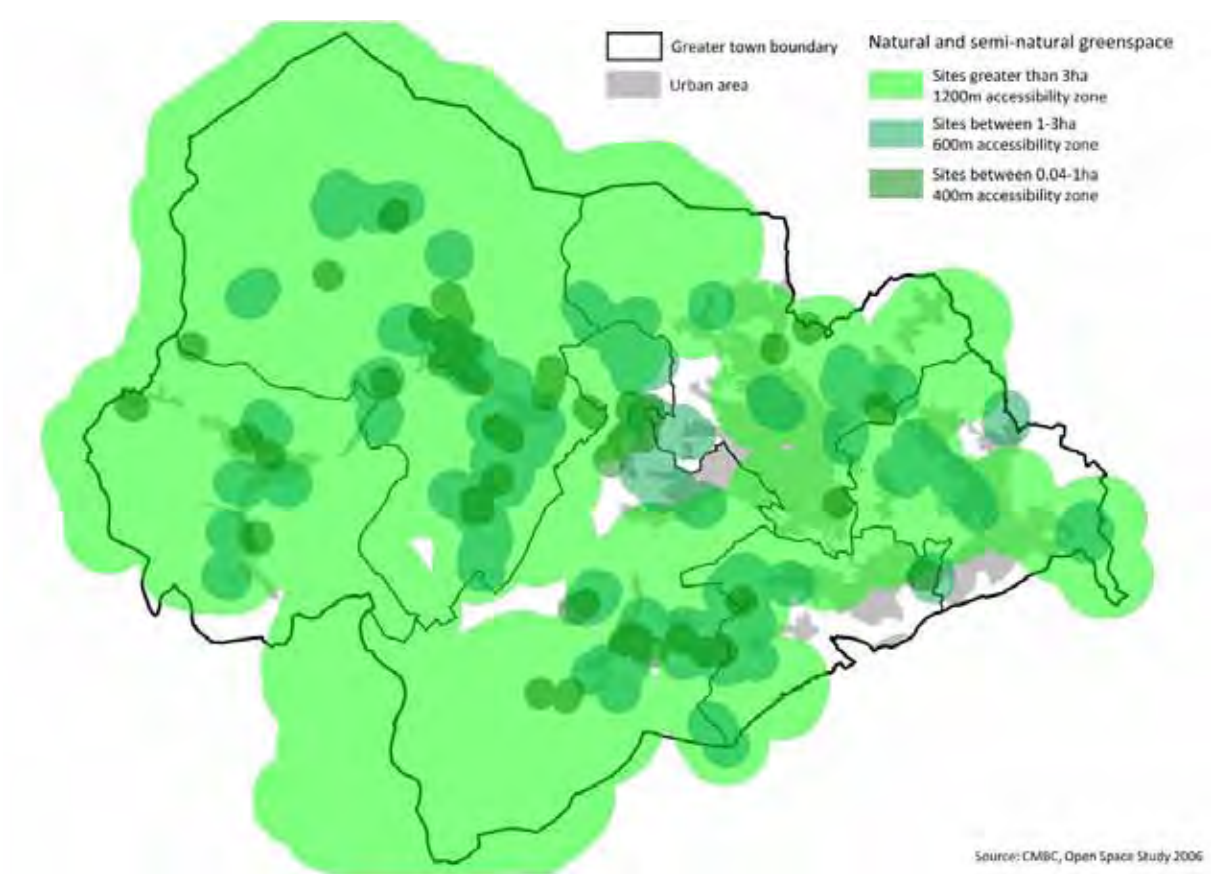 Greater town boundary
Urban area
Natural and semi-natural greenspace
Sites greater than 3ha
1200m accessibility zone
Sites between 1-3ha
600m accessibility zone
Sites between 0.04-1ha
400m accessibility zone
Source: CMBC, Open Space Study 2006